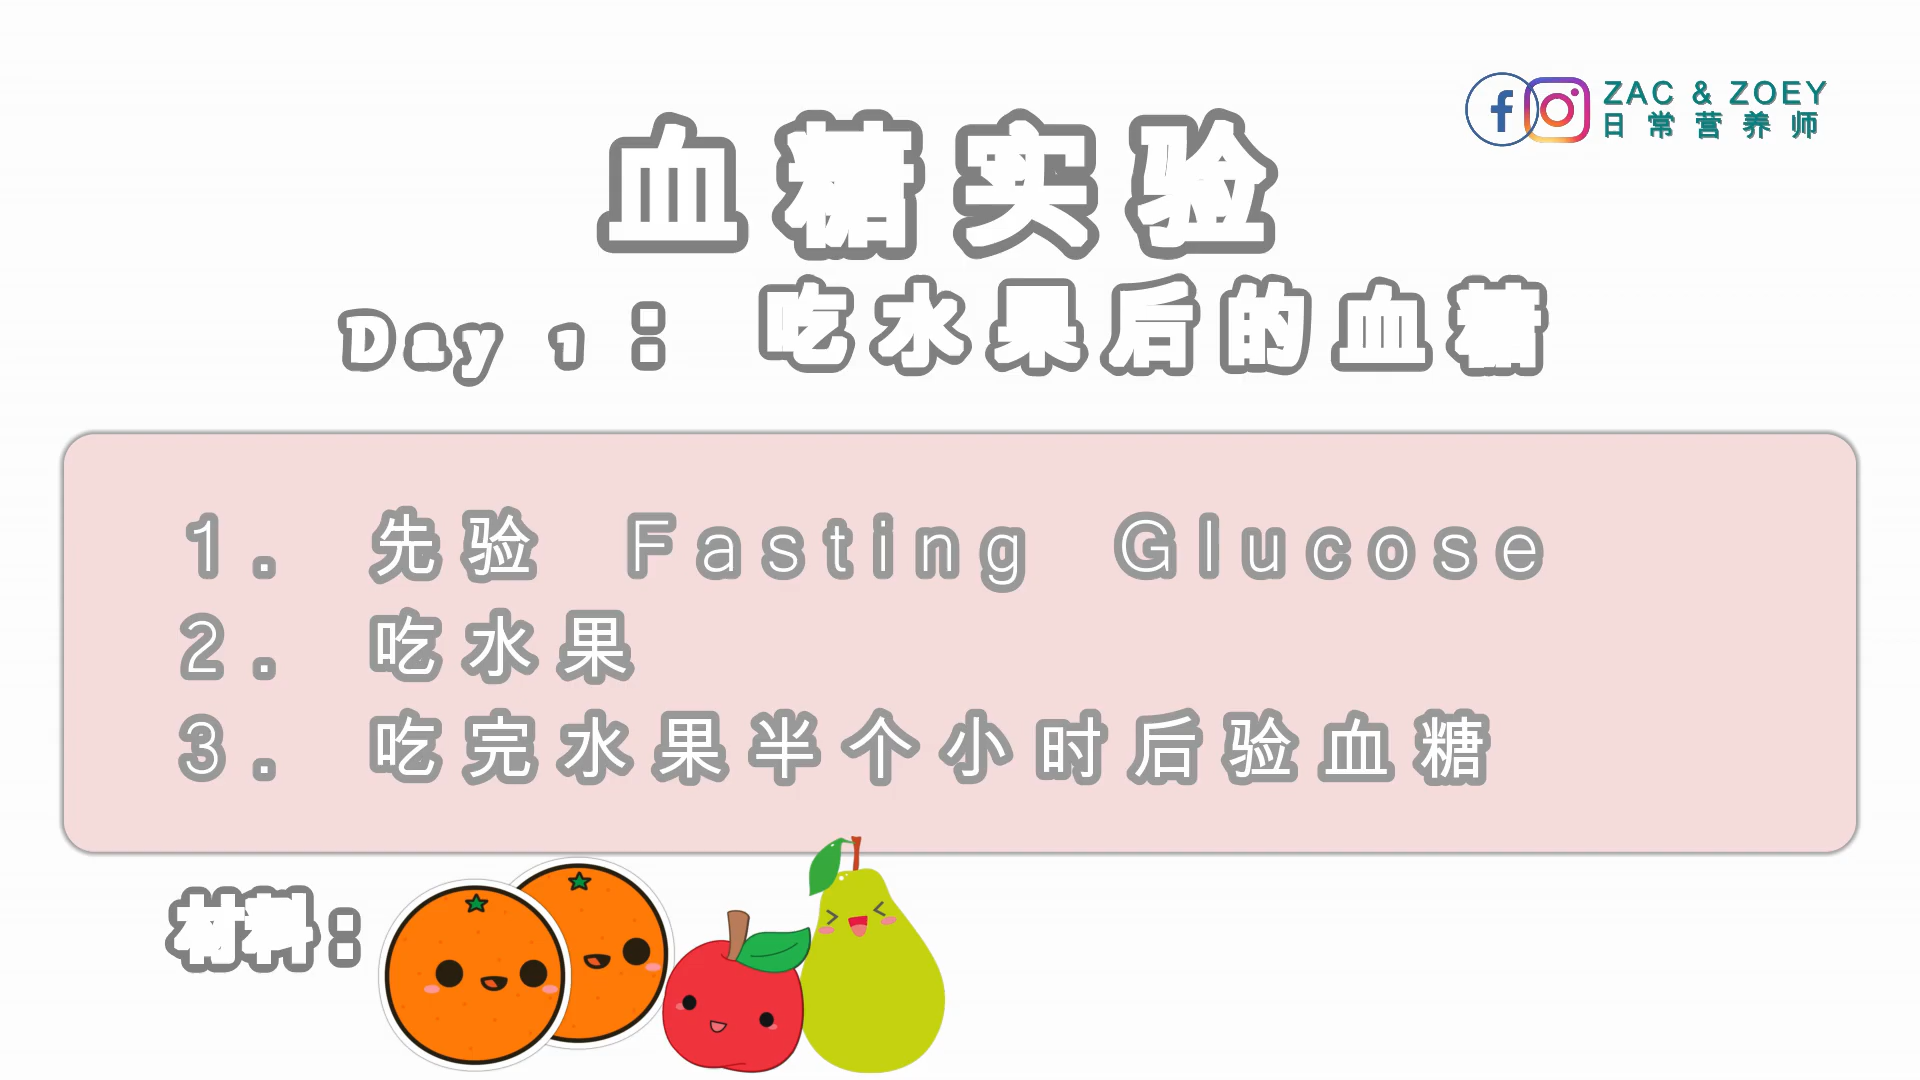 ZAC & ZOEY
日常营养师
血糖实验
Day 1： 吃水果后的血糖
1. 先验 Fasting Glucose
2. 吃水果
3. 吃完水果半个小时后验血糖
材料：